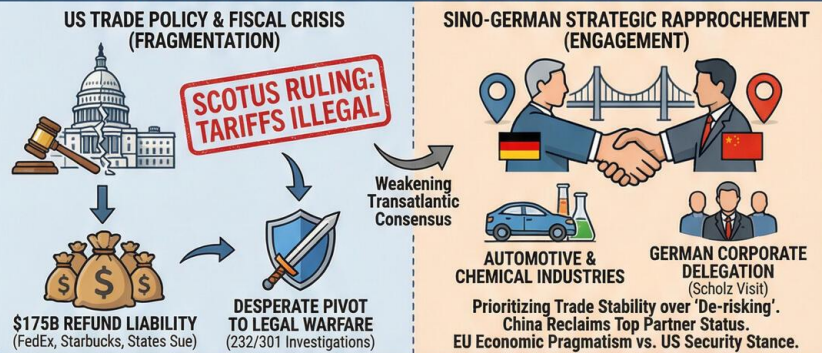 US TRADE POLICY & FISCAL CRISIS
(FRAGMENTATION)
SCOTUS RULING:
TARIFFS ILLEGAL
$
$
$
$175B REFUND LIABILITY
(FedEx, Starbucks, States Sue)
DESPERATE PIVOT
TO LEGAL WARFARE
(232/301 Investigations)
Weakening
Transatlantic
Consensus
SINO-GERMAN STRATEGIC RAPPROCHEMENT
(ENGAGEMENT)
AUTOMOTIVE &
CHEMICAL INDUSTRIES
GERMAN CORPORATE
DELEGATION
(Scholz Visit)
Prioritizing Trade Stability over ‘De-risking’.
China Reclaims Top Partner Status.
EU Economic Pragmatism vs. US Security Stance.